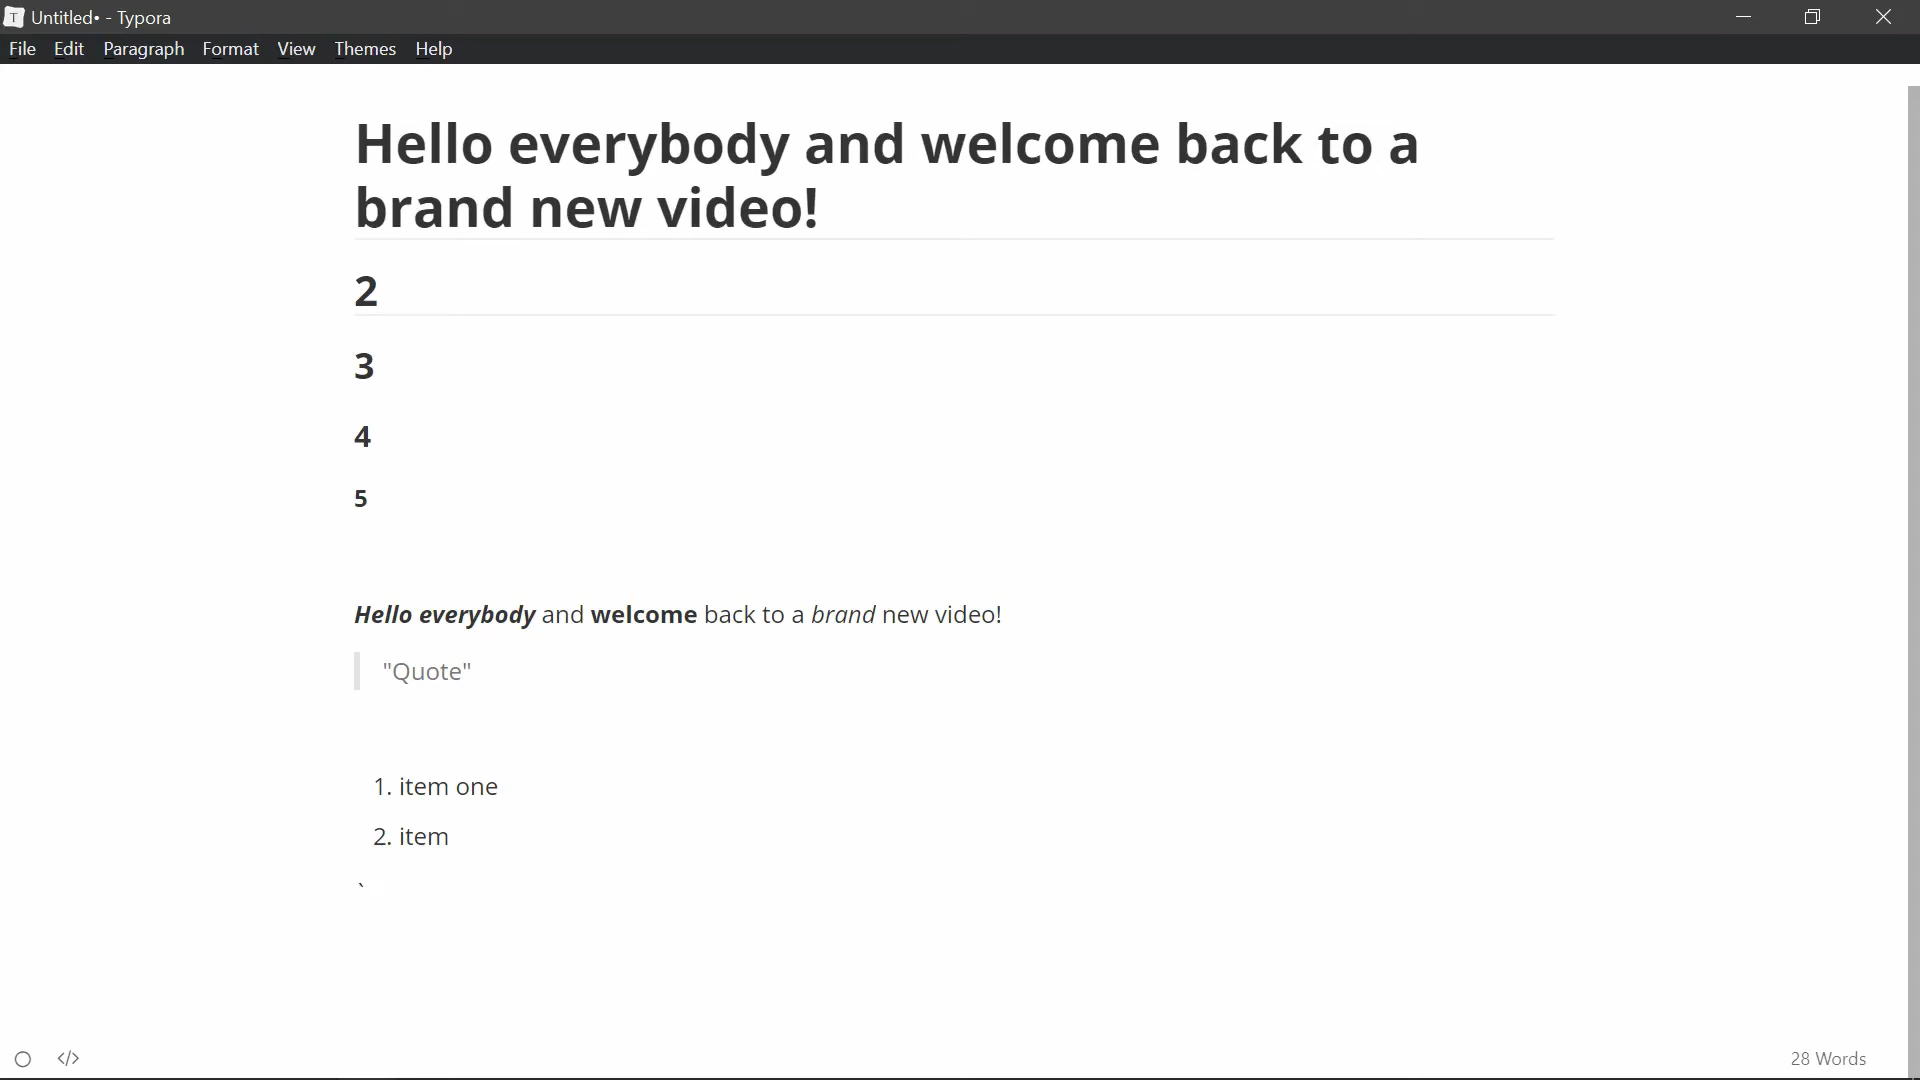 Untitled• - Typora
File Edit Paragraph Format View Themes Help
Hello everybody and welcome back to a
brand new video!
2
3
4
5
Hello everybody and welcome back to a brand new video!
"Quote"
1. item one
2. item
`
</> 28 Words